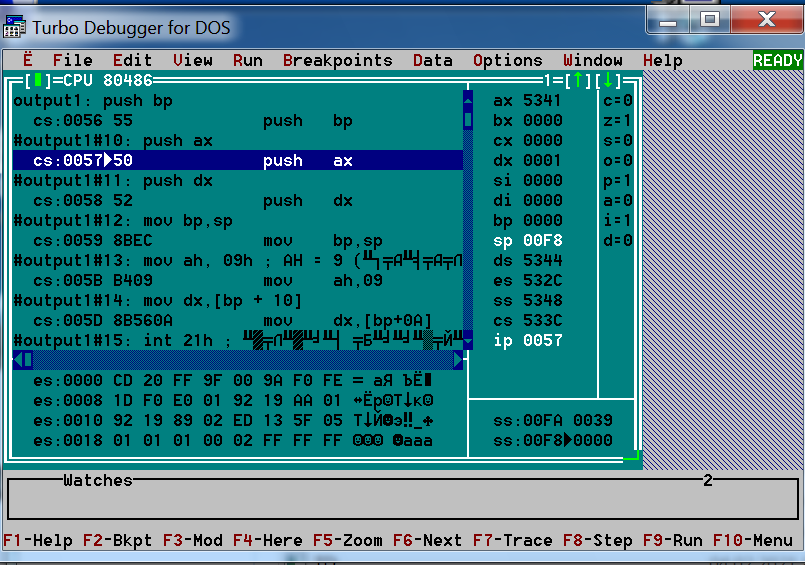 Turbo Debugger for DOS
Ë File Edit View Run Breakpoints Data Options Window Help READY
[■]=CPU 80486 1=[↑][↓]
output1: push bp
cs:0056 55 push bp
#output1#10: push ax
cs:0057►50 push ax
#output1#11: push dx
cs:0058 52 push dx
#output1#12: mov bp,sp
cs:0059 8BEC mov bp,sp
#output1#13: mov ah, 09h ; AH = 9 (
cs:005B B409 mov ah,09
#output1#14: mov dx,[bp + 10]
cs:005D 8B560A mov dx,[bp+0A]
#output1#15: int 21h ;
ax 5341 c=0
bx 0000 z=1
cx 0000 s=0
dx 0001 o=0
si 0000 p=1
di 0000 a=0
bp 0000 i=1
sp 00F8 d=0
ds 5344
es 532C
ss 5348
cs 533C
ip 0057
es:0000 CD 20 FF 9F 00 9A F0 FE = аЯ ЪЁ■
es:0008 1D F0 E0 01 92 19 AA 01 ↔Ёр☺Т↓к☺
es:0010 92 19 89 02 ED 13 5F 05 Т↓Й☻э‼_♣
es:0018 01 01 01 00 02 FF FF FF ☺☺☺ ☻
ss:00FA 0039
ss:00F8►0000
Watches 2
F1-Help F2-Bkpt F3-Mod F4-Here F5-Zoom F6-Next F7-Trace F8-Step F9-Run F10-Menu